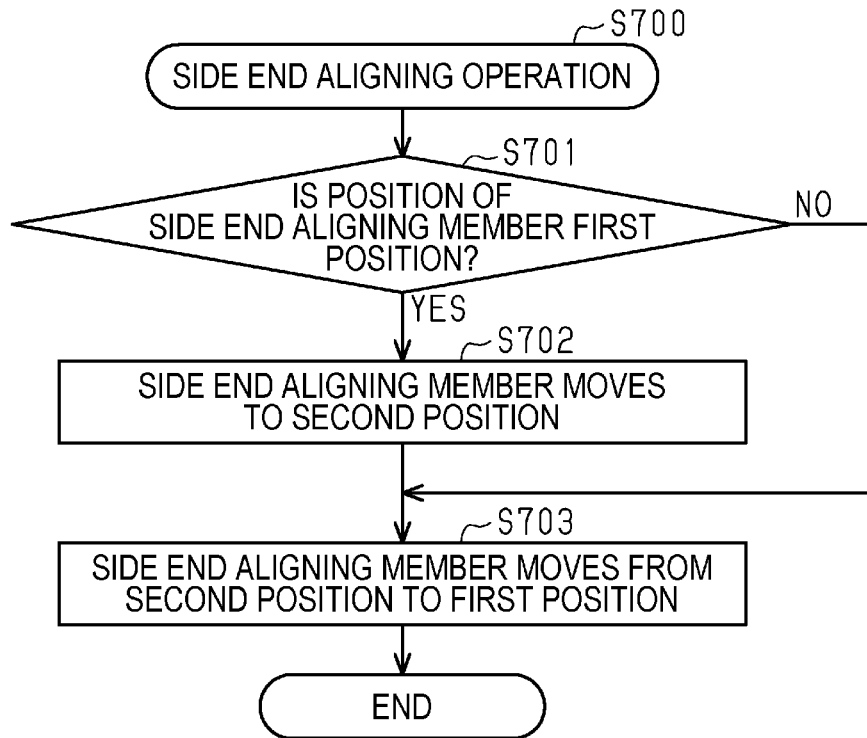 S700
SIDE END ALIGNING OPERATION
S701
IS POSITION OF
SIDE END ALIGNING MEMBER FIRST
POSITION?
NO
YES
S702
SIDE END ALIGNING MEMBER MOVES
TO SECOND POSITION
S703
SIDE END ALIGNING MEMBER MOVES FROM
SECOND POSITION TO FIRST POSITION
END